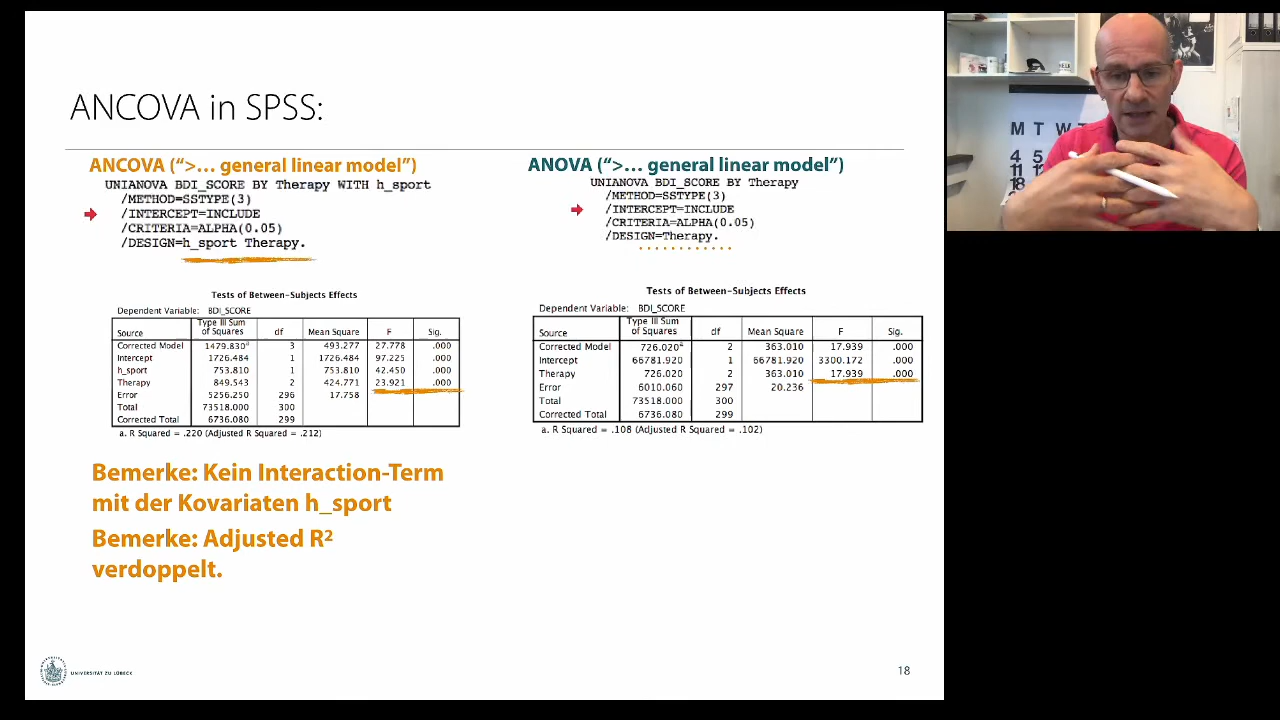 ANCOVA in SPSS:
ANCOVA (“>… general linear model”)
UNIANOVA BDI_SCORE BY Therapy WITH h_sport
/METHOD=SSTYPE(3)
/INTERCEPT=INCLUDE
/CRITERIA=ALPHA(0.05)
/DESIGN=h_sport Therapy.
Tests of Between-Subjects Effects
Dependent Variable: BDI_SCORE
Source Type III Sum of Squares df Mean Square F Sig.
Corrected Model 1479.830a 3 493.277 27.778 .000
Intercept 1726.484 1 1726.484 97.225 .000
h_sport 753.810 1 753.810 42.450 .000
Therapy 849.543 2 424.771 23.921 .000
Error 5256.250 296 17.758
Total 73518.000 300
Corrected Total 6736.080 299
a. R Squared = .220 (Adjusted R Squared = .212)
Bemerke: Kein Interaction-Term
mit der Kovariaten h_sport
Bemerke: Adjusted R²
verdoppelt.
ANOVA (“>… general linear model”)
UNIANOVA BDI_SCORE BY Therapy
/METHOD=SSTYPE(3)
/INTERCEPT=INCLUDE
/CRITERIA=ALPHA(0.05)
/DESIGN=Therapy.
Tests of Between-Subjects Effects
Dependent Variable: BDI_SCORE
Source Type III Sum of Squares df Mean Square F Sig.
Corrected Model 726.020a 2 363.010 17.939 .000
Intercept 66781.920 1 66781.920 3300.172 .000
Therapy 726.020 2 363.010 17.939 .000
Error 6010.060 297 20.236
Total 73518.000 300
Corrected Total 6736.080 299
a. R Squared = .108 (Adjusted R Squared = .102)
UNIVERSITÄT ZU LÜBECK
18
M T W T
4 5
11
18